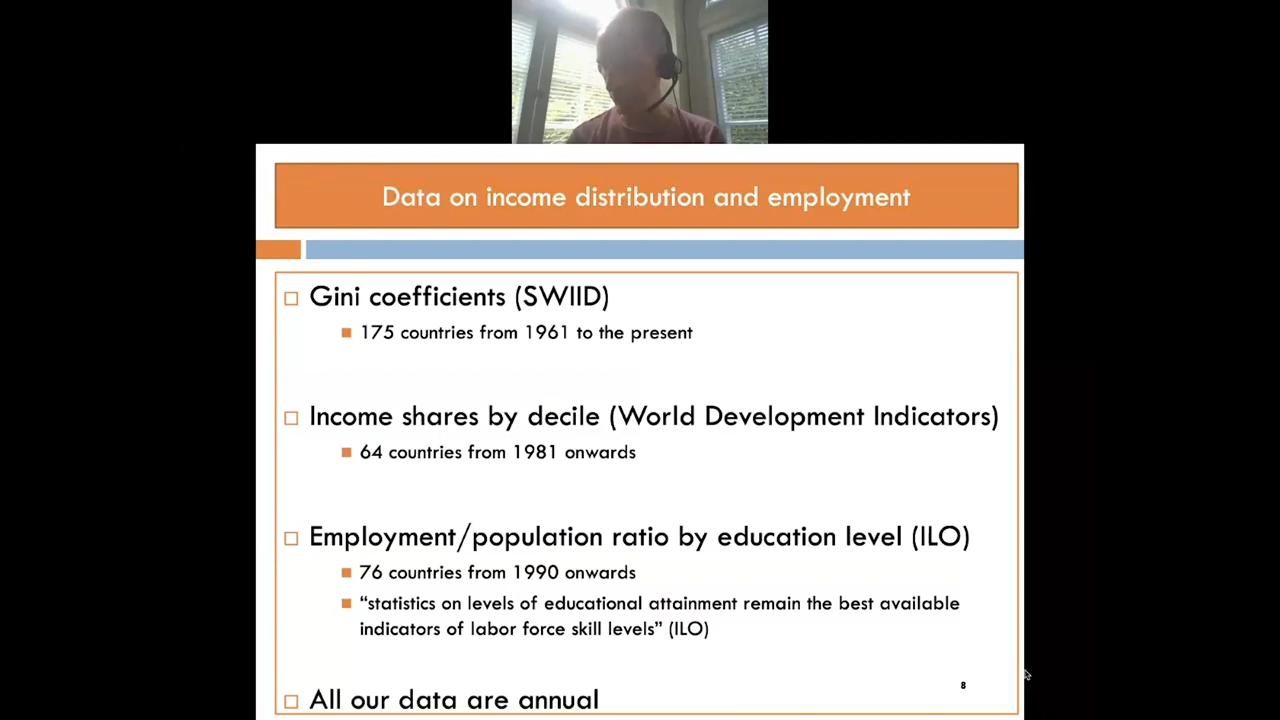 Data on income distribution and employment
Gini coefficients (SWIID)
175 countries from 1961 to the present
Income shares by decile (World Development Indicators)
64 countries from 1981 onwards
Employment/population ratio by education level (ILO)
76 countries from 1990 onwards
“statistics on levels of educational attainment remain the best available
indicators of labor force skill levels” (ILO)
8
All our data are annual